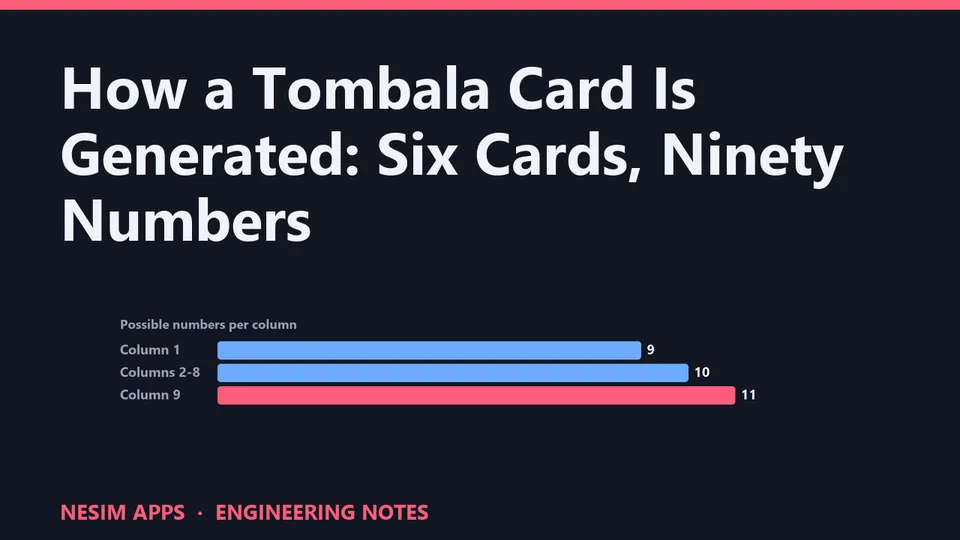 How a Tombala Card Is
Generated: Six Cards, Ninety
Numbers
Possible numbers per column
Column 1 9
Columns 2-8 10
Column 9 11
NESIM APPS · ENGINEERING NOTES